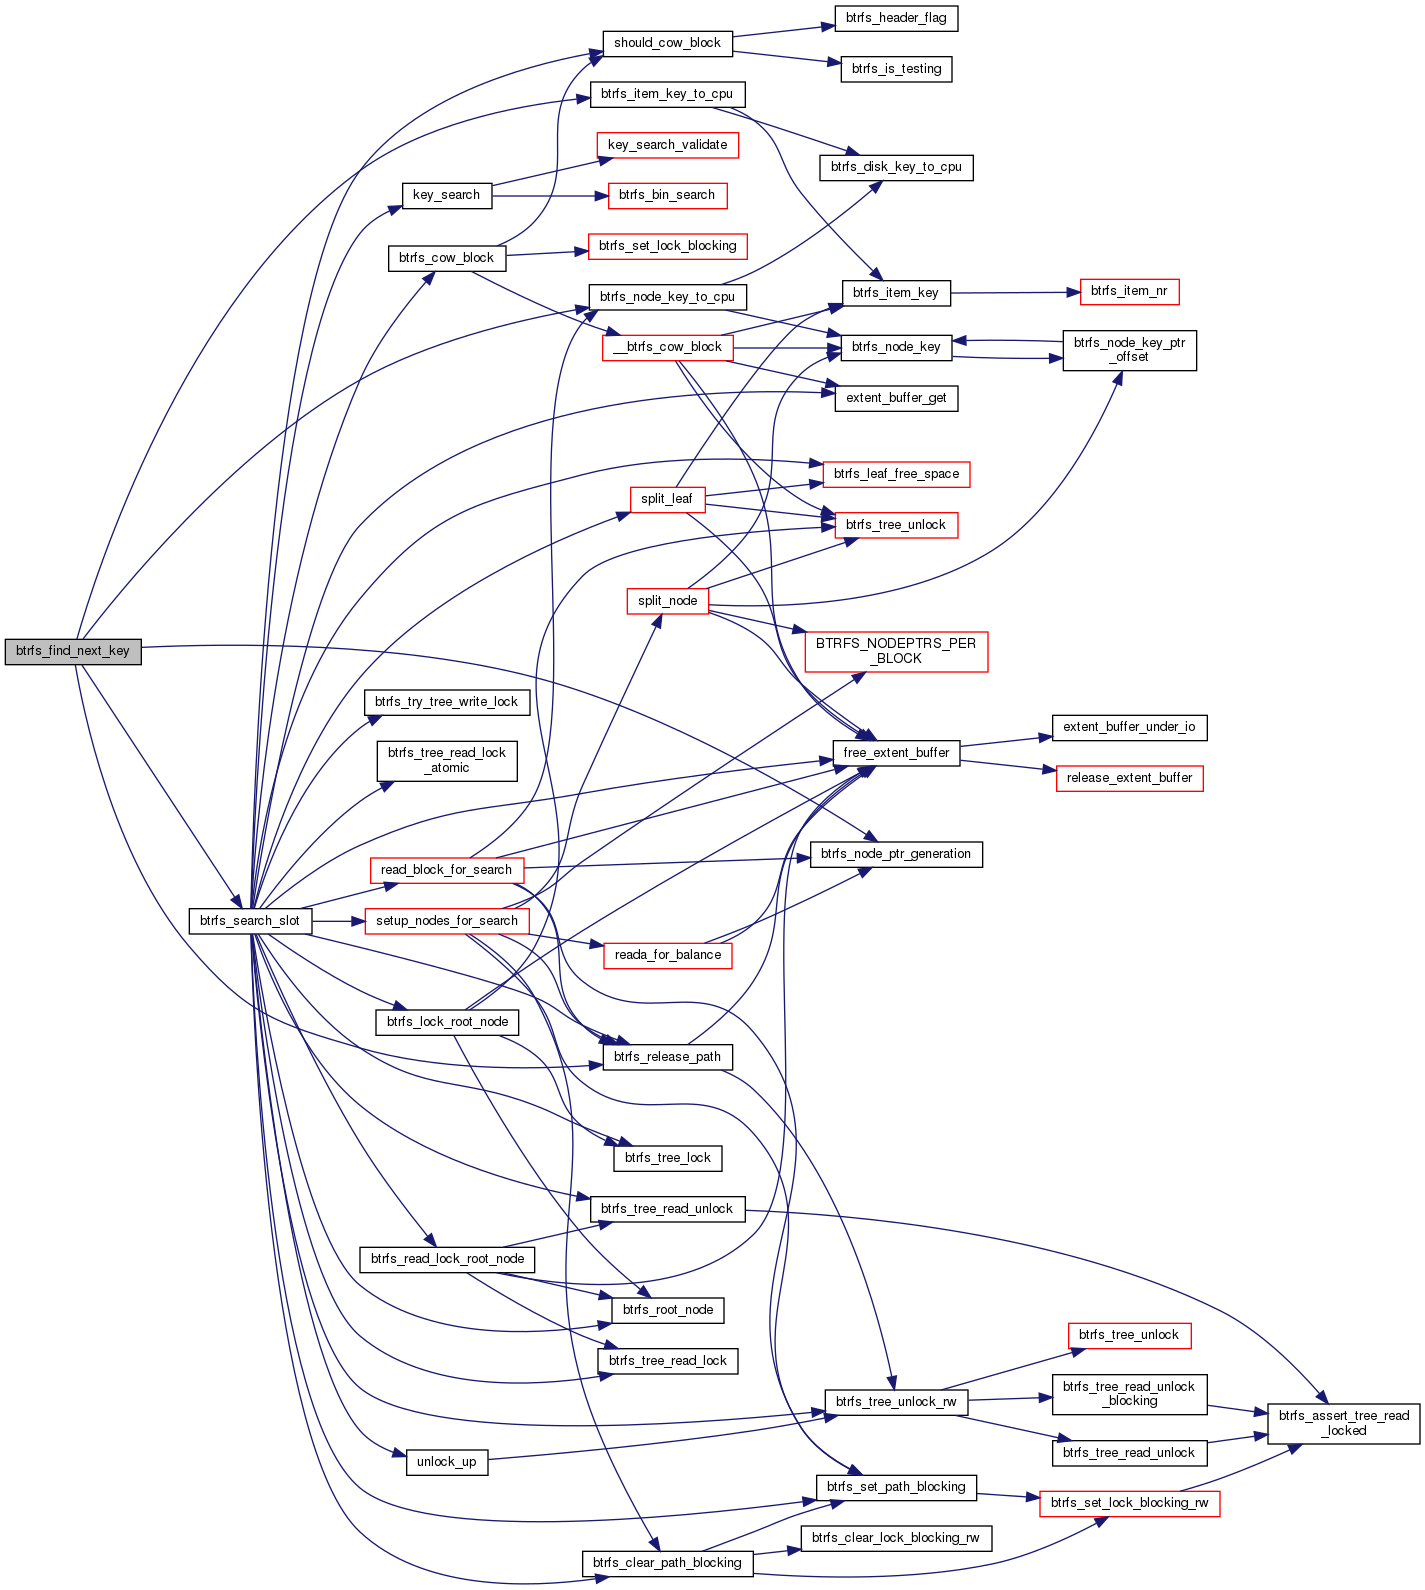 btrfs_header_flag
should_cow_block
btrfs_is_testing
btrfs_item_key_to_cpu
key_search_validate
btrfs_disk_key_to_cpu
key_search
btrfs_bin_search
btrfs_set_lock_blocking
btrfs_cow_block
btrfs_node_key_to_cpu
btrfs_item_key
btrfs_item_nr
__btrfs_cow_block
btrfs_node_key
btrfs_node_key_ptr
_offset
extent_buffer_get
btrfs_leaf_free_space
split_leaf
btrfs_tree_unlock
split_node
btrfs_find_next_key
BTRFS_NODEPTRS_PER
_BLOCK
btrfs_try_tree_write_lock
extent_buffer_under_io
btrfs_tree_read_lock
_atomic
free_extent_buffer
release_extent_buffer
btrfs_node_ptr_generation
read_block_for_search
btrfs_search_slot
setup_nodes_for_search
reada_for_balance
btrfs_lock_root_node
btrfs_release_path
btrfs_tree_lock
btrfs_tree_read_unlock
btrfs_read_lock_root_node
btrfs_root_node
btrfs_tree_unlock
btrfs_tree_read_lock
btrfs_tree_read_unlock
_blocking
btrfs_tree_unlock_rw
btrfs_assert_tree_read
_locked
btrfs_tree_read_unlock
unlock_up
btrfs_set_path_blocking
btrfs_set_lock_blocking_rw
btrfs_clear_lock_blocking_rw
btrfs_clear_path_blocking